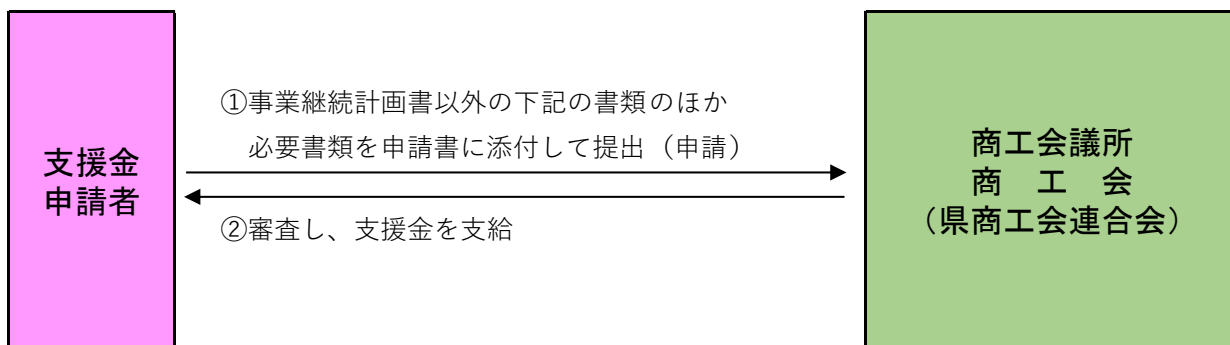 支援金
申請者
①事業継続計画書以外の下記の書類のほか
必要書類を申請書に添付して提出（申請）
②審査し、支援金を支給
商工会議所
商　工　会
（県商工会連合会）